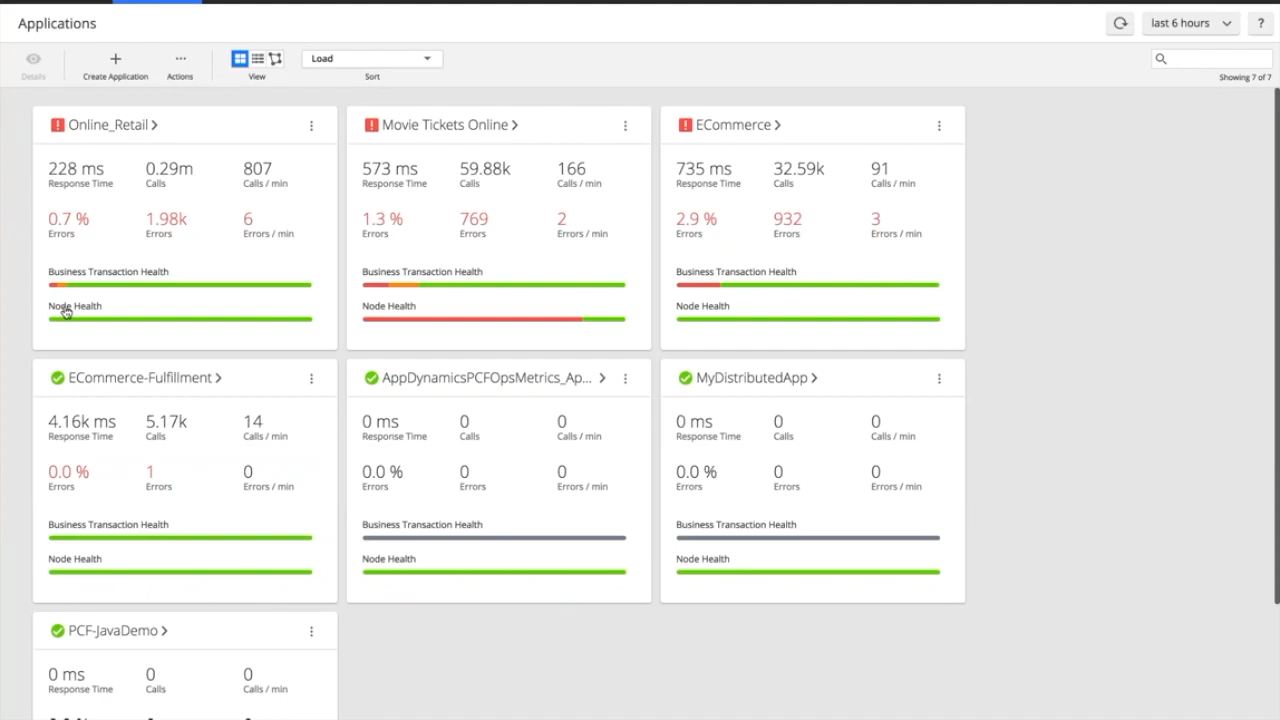 Applications
last 6 hours
?
Details
Create Application
Actions
View
Load
Sort
Showing 7 of 7
Online_Retail
228 ms 0.29m 807
Response Time Calls Calls / min
0.7 % 1.98k 6
Errors Errors Errors / min
Business Transaction Health
Node Health
Movie Tickets Online
573 ms 59.88k 166
Response Time Calls Calls / min
1.3 % 769 2
Errors Errors Errors / min
Business Transaction Health
Node Health
ECommerce
735 ms 32.59k 91
Response Time Calls Calls / min
2.9 % 932 3
Errors Errors Errors / min
Business Transaction Health
Node Health
ECommerce-Fulfillment
4.16k ms 5.17k 14
Response Time Calls Calls / min
0.0 % 1 0
Errors Errors Errors / min
Business Transaction Health
Node Health
AppDynamicsPCFOpsMetrics_Ap...
0 ms 0 0
Response Time Calls Calls / min
0.0 % 0 0
Errors Errors Errors / min
Business Transaction Health
Node Health
MyDistributedApp
0 ms 0 0
Response Time Calls Calls / min
0.0 % 0 0
Errors Errors Errors / min
Business Transaction Health
Node Health
PCF-JavaDemo
0 ms 0 0
Response Time Calls Calls / min